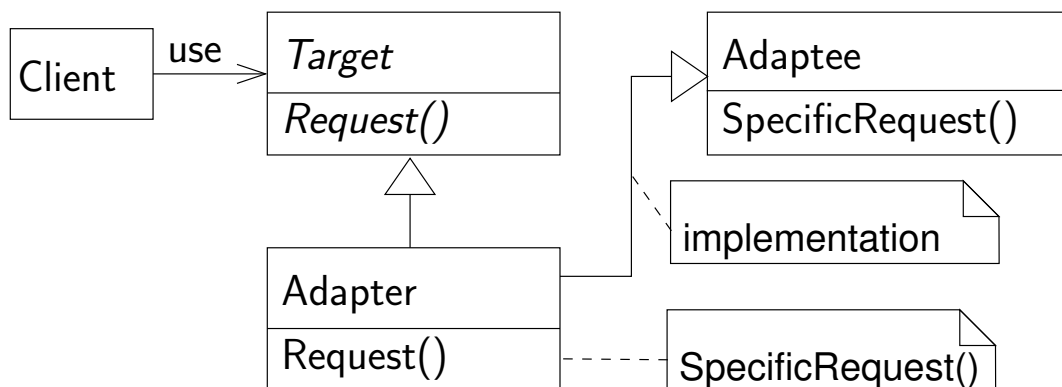 Client
use
Target
Request()
Adaptee
SpecificRequest()
implementation
Adapter
Request()
SpecificRequest()